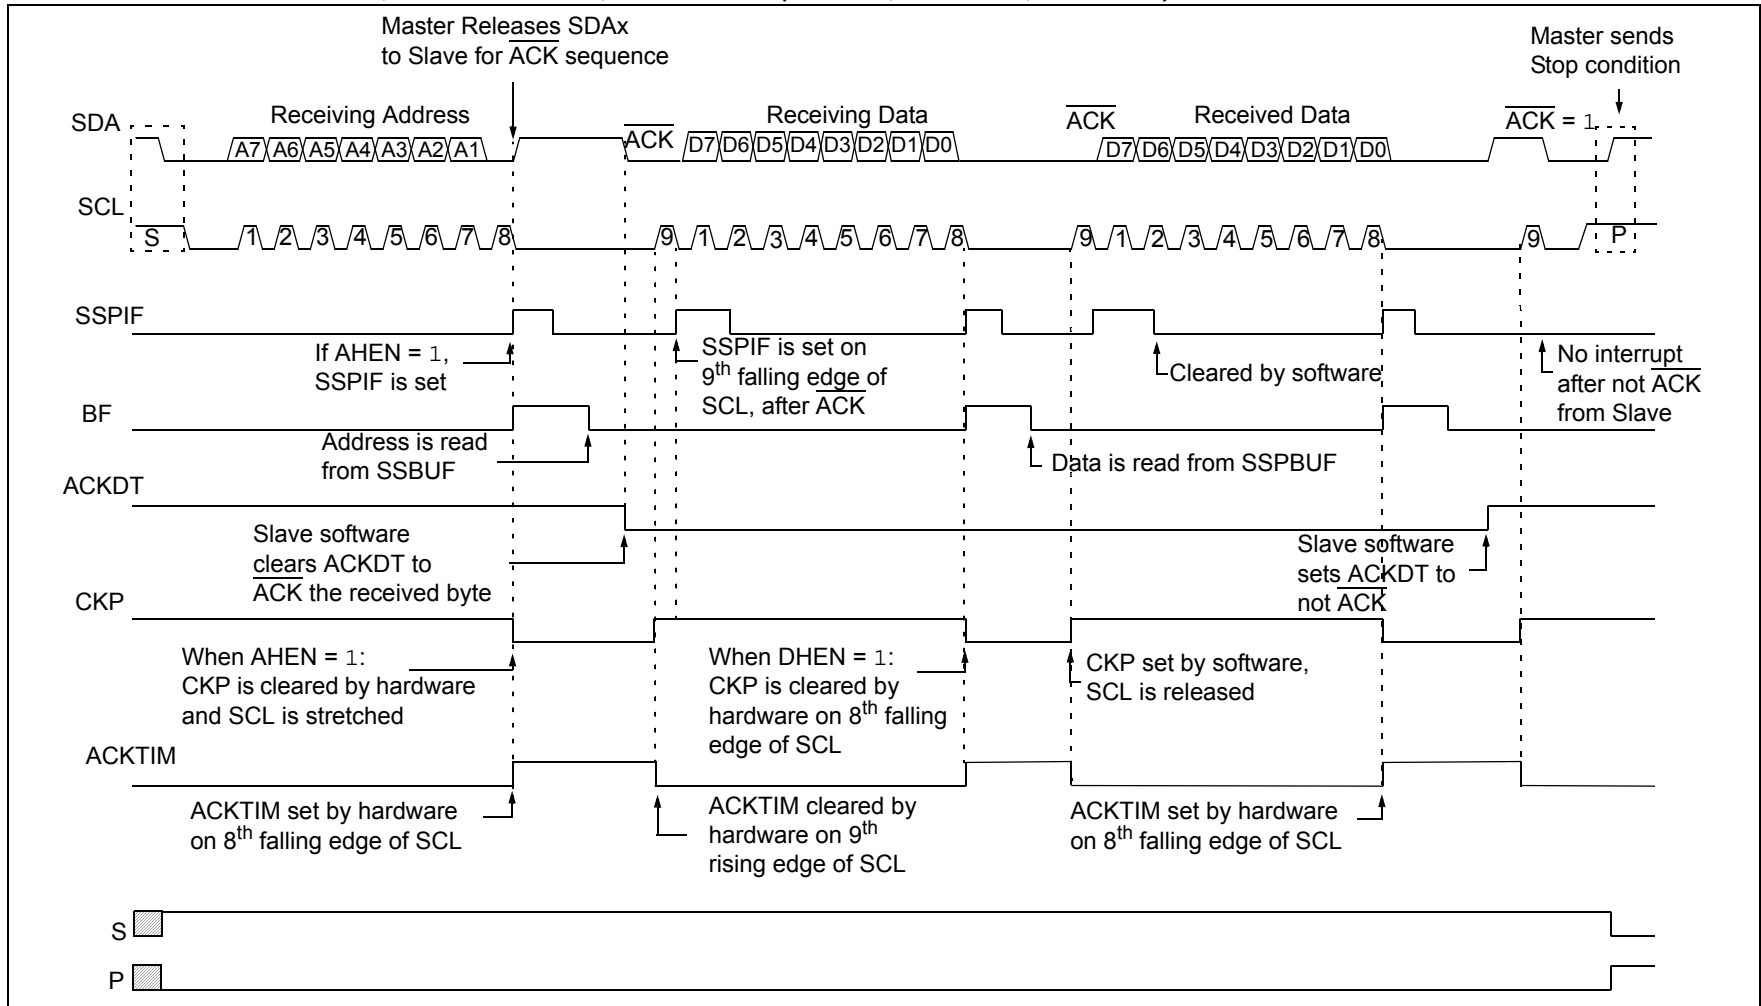 Master Releases SDAx
to Slave for ACK sequence
Master sends
Stop condition
SDA
Receiving Address
A7 A6 A5 A4 A3 A2 A1
ACK
Receiving Data
D7 D6 D5 D4 D3 D2 D1 D0
ACK
Received Data
D7 D6 D5 D4 D3 D2 D1 D0
ACK = 1
SCL
S 1 2 3 4 5 6 7 8 9 1 2 3 4 5 6 7 8 9 1 2 3 4 5 6 7 8 9 P
SSPIF
If AHEN = 1,
SSPIF is set
SSPIF is set on
9th falling edge of
SCL, after ACK
Cleared by software
No interrupt
after not ACK
from Slave
BF
Address is read
from SSBUF
Data is read from SSPBUF
ACKDT
Slave software
clears ACKDT to
ACK the received byte
Slave software
sets ACKDT to
not ACK
CKP
When AHEN = 1:
CKP is cleared by hardware
and SCL is stretched
When DHEN = 1:
CKP is cleared by
hardware on 8th falling
edge of SCL
CKP set by software,
SCL is released
ACKTIM
ACKTIM set by hardware
on 8th falling edge of SCL
ACKTIM cleared by
hardware on 9th
rising edge of SCL
ACKTIM set by hardware
on 8th falling edge of SCL
S
P